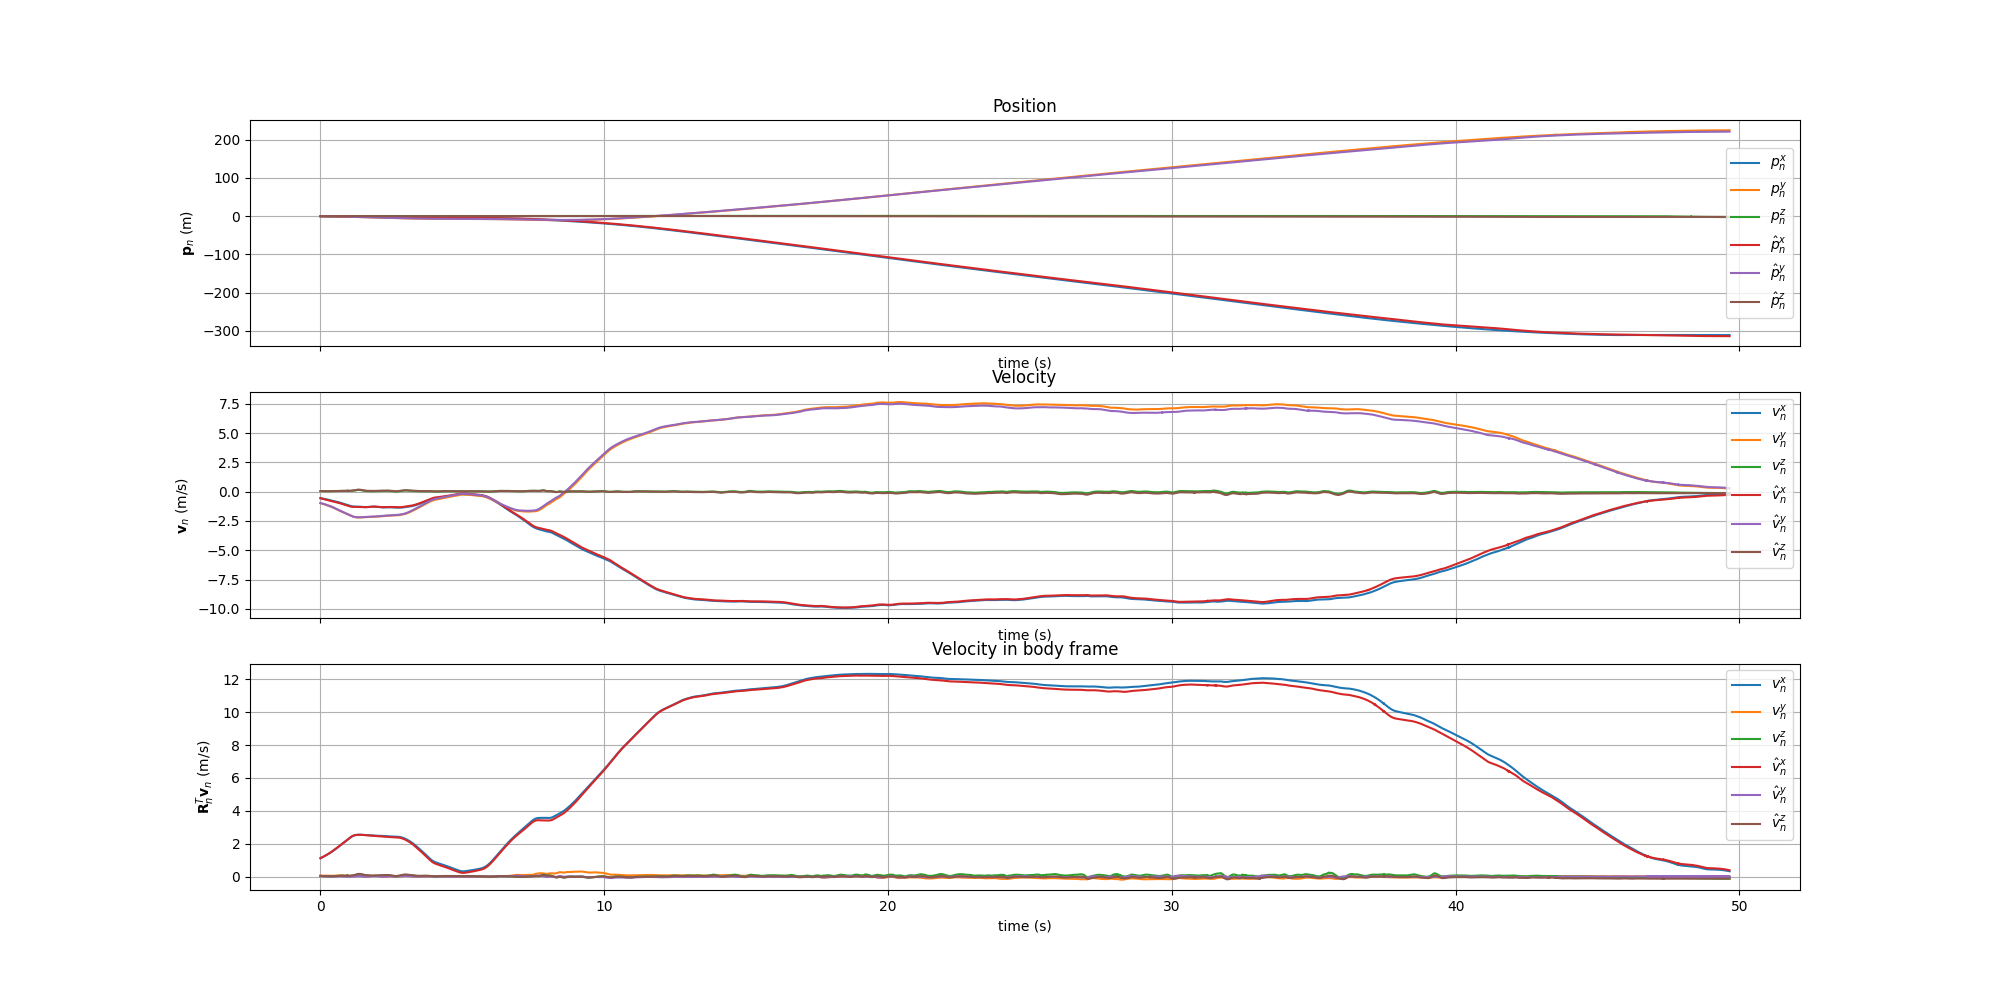 Position
200
100
0
−100
−200
−300
p_n (m)
time (s)
p_n^x
p_n^y
p_n^z
p̂_n^x
p̂_n^y
p̂_n^z
Velocity
7.5
5.0
2.5
0.0
−2.5
−5.0
−7.5
−10.0
v_n (m/s)
time (s)
v_n^x
v_n^y
v_n^z
v̂_n^x
v̂_n^y
v̂_n^z
Velocity in body frame
12
10
8
6
4
2
0
R_n^T v_n (m/s)
v_n^x
v_n^y
v_n^z
v̂_n^x
v̂_n^y
v̂_n^z
0 10 20 30 40 50
time (s)